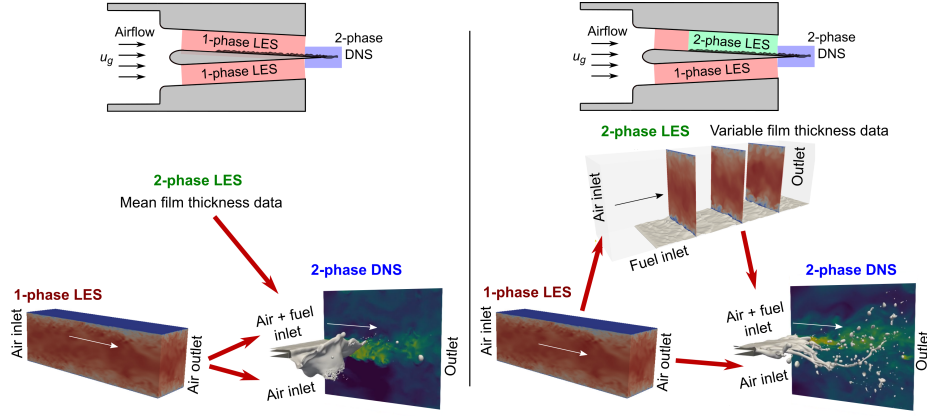 Airflow
u_g
1-phase LES
1-phase LES
2-phase
DNS
2-phase LES
Mean film thickness data
1-phase LES
Air inlet
Air outlet
2-phase DNS
Air + fuel
inlet
Air inlet
Outlet
Airflow
u_g
2-phase LES
1-phase LES
2-phase
DNS
2-phase LES
Variable film thickness data
Air inlet
Fuel inlet
Outlet
1-phase LES
Air inlet
Air outlet
2-phase DNS
Air + fuel
inlet
Air inlet
Outlet